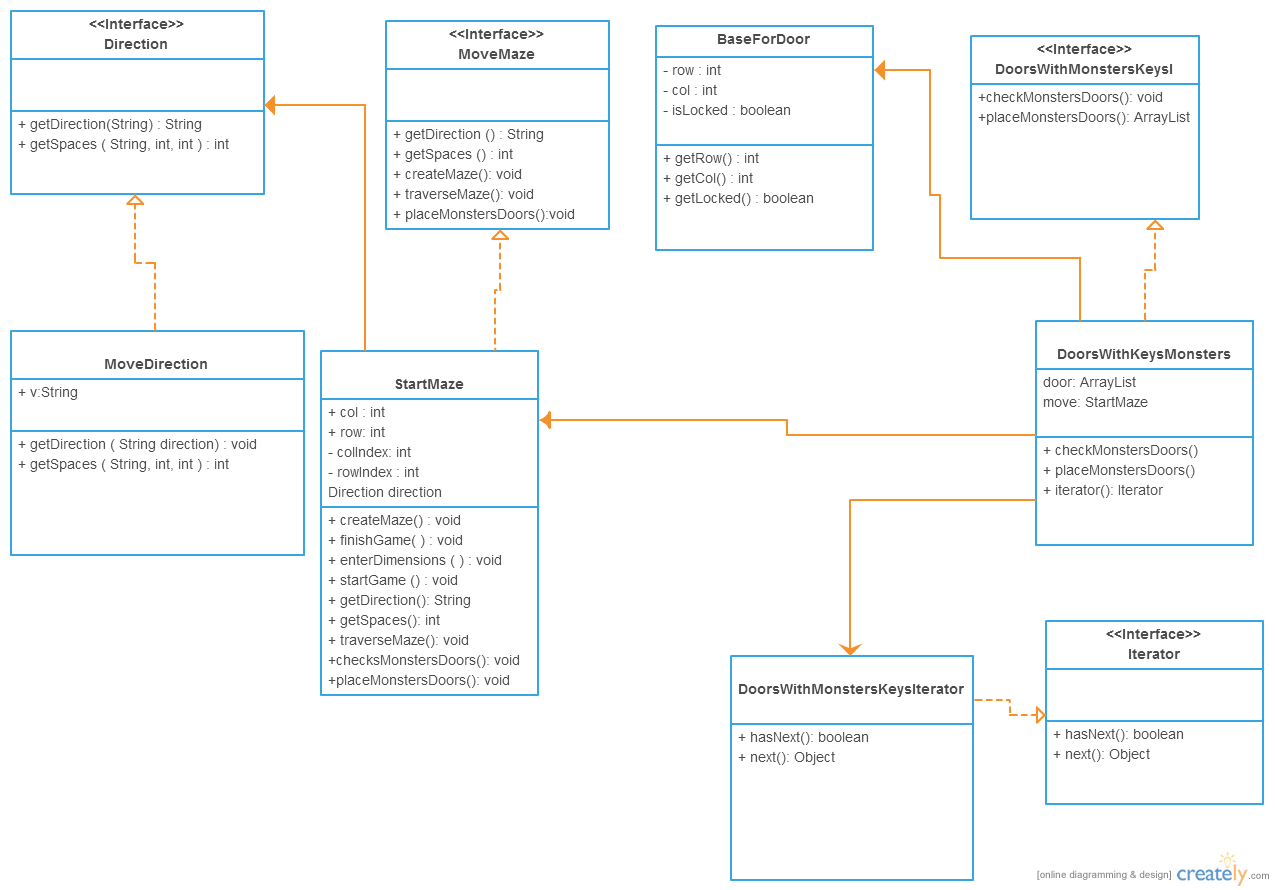 <<Interface>>
Direction
+ getDirection(String) : String
+ getSpaces ( String, int, int ) : int
<<Interface>>
MoveMaze
+ getDirection () : String
+ getSpaces () : int
+ createMaze(): void
+ traverseMaze(): void
+ placeMonstersDoors():void
BaseForDoor
- row : int
- col : int
- isLocked : boolean
+ getRow() : int
+ getCol() : int
+ getLocked() : boolean
<<Interface>>
DoorsWithMonstersKeysI
+checkMonstersDoors(): void
+placeMonstersDoors(): ArrayList
MoveDirection
+ v:String
+ getDirection ( String direction) : void
+ getSpaces ( String, int, int ) : int
StartMaze
+ col : int
+ row: int
- colIndex: int
- rowIndex : int
Direction direction
+ createMaze() : void
+ finishGame( ) : void
+ enterDimensions ( ) : void
+ startGame () : void
+ getDirection(): String
+ getSpaces(): int
+ traverseMaze(): void
+checksMonstersDoors(): void
+placeMonstersDoors(): void
DoorsWithKeysMonsters
door: ArrayList
move: StartMaze
+ checkMonstersDoors()
+ placeMonstersDoors()
+ iterator(): Iterator
DoorsWithMonstersKeysIterator
+ hasNext(): boolean
+ next(): Object
<<Interface>>
Iterator
+ hasNext(): boolean
+ next(): Object
[online diagramming & design] creately.com